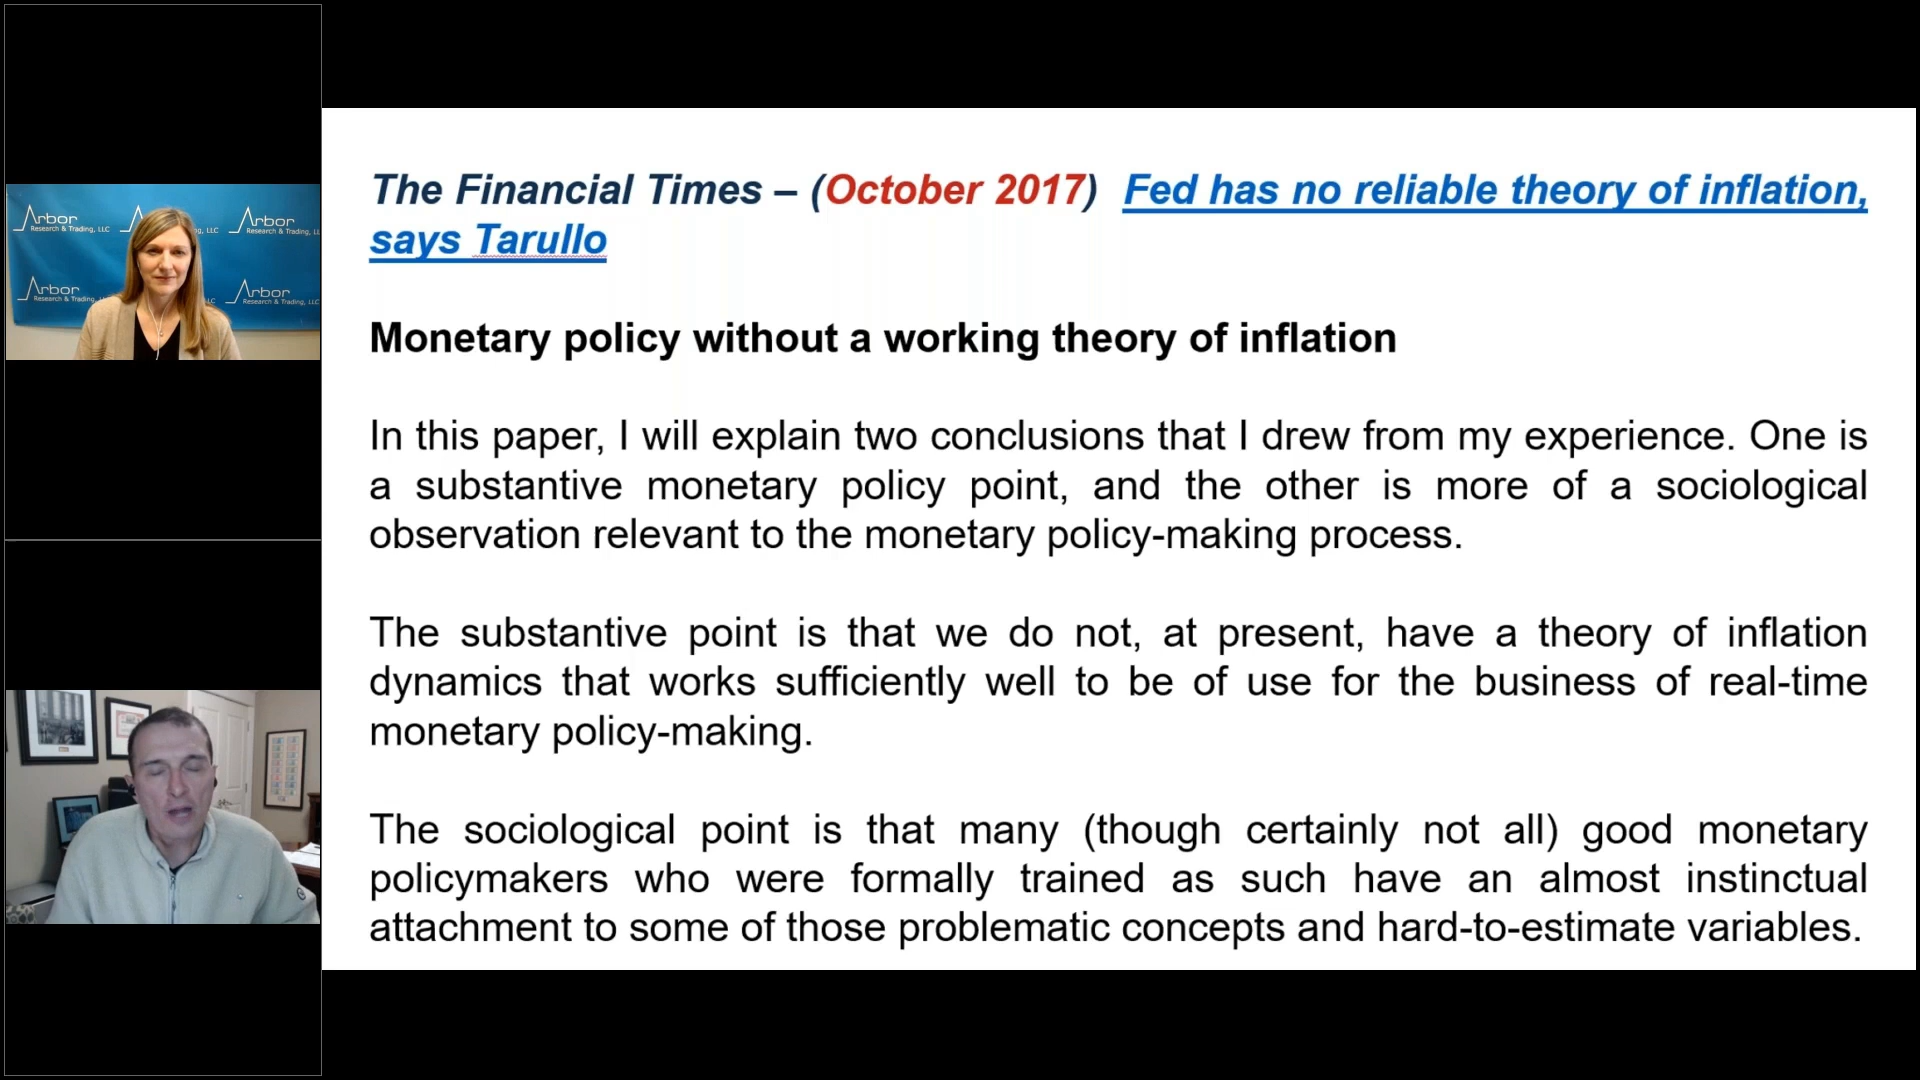 Arbor
Research & Trading, LLC
Arbor
Research & Trading, LL
Arbor
Arbor
Research & Trading, LLC
The Financial Times – (October 2017) Fed has no reliable theory of inflation,
says Tarullo
Monetary policy without a working theory of inflation
In this paper, I will explain two conclusions that I drew from my experience. One is
a substantive monetary policy point, and the other is more of a sociological
observation relevant to the monetary policy-making process.
The substantive point is that we do not, at present, have a theory of inflation
dynamics that works sufficiently well to be of use for the business of real-time
monetary policy-making.
The sociological point is that many (though certainly not all) good monetary
policymakers who were formally trained as such have an almost instinctual
attachment to some of those problematic concepts and hard-to-estimate variables.